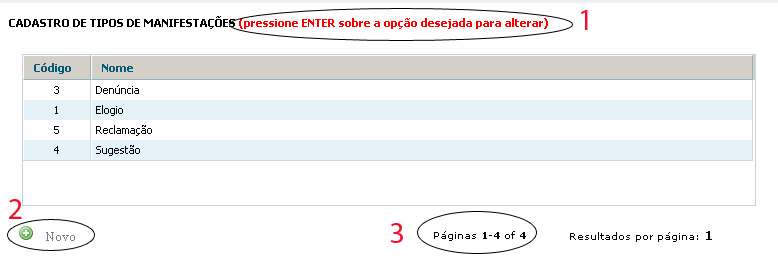 CADASTRO DE TIPOS DE MANIFESTAÇÕES (pressione ENTER sobre a opção desejada para alterar) 1
Código Nome
3 Denúncia
1 Elogio
5 Reclamação
4 Sugestão
2
Novo 3 Páginas 1-4 of 4 Resultados por página: 1